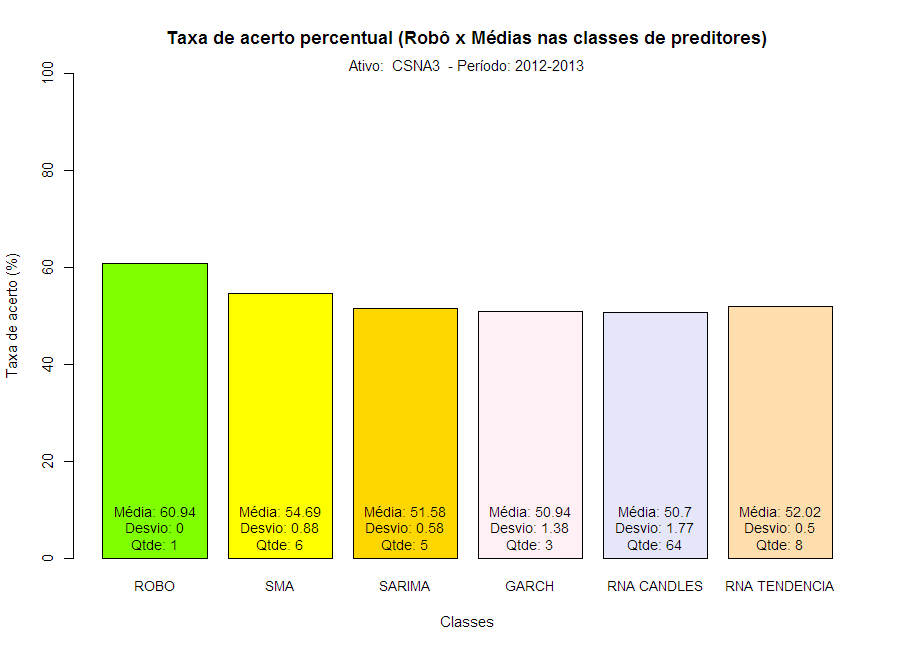 Taxa de acerto percentual (Robô x Médias nas classes de preditores)
Ativo:  CSNA3  - Período: 2012-2013
Taxa de acerto (%)
100
80
60
40
20
0
Média: 60.94
Desvio: 0
Qtde: 1
Média: 54.69
Desvio: 0.88
Qtde: 6
Média: 51.58
Desvio: 0.58
Qtde: 5
Média: 50.94
Desvio: 1.38
Qtde: 3
Média: 50.7
Desvio: 1.77
Qtde: 64
Média: 52.02
Desvio: 0.5
Qtde: 8
ROBO
SMA
SARIMA
GARCH
RNA CANDLES
RNA TENDENCIA
Classes